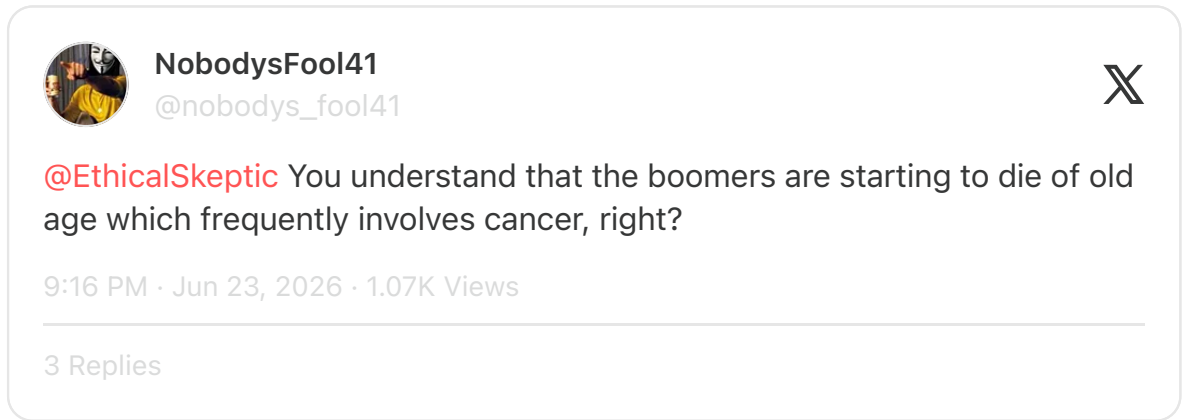 NobodysFool41
@nobodys_fool41
@EthicalSkeptic You understand that the boomers are starting to die of old
age which frequently involves cancer, right?
9:16 PM · Jun 23, 2026 · 1.07K Views
3 Replies